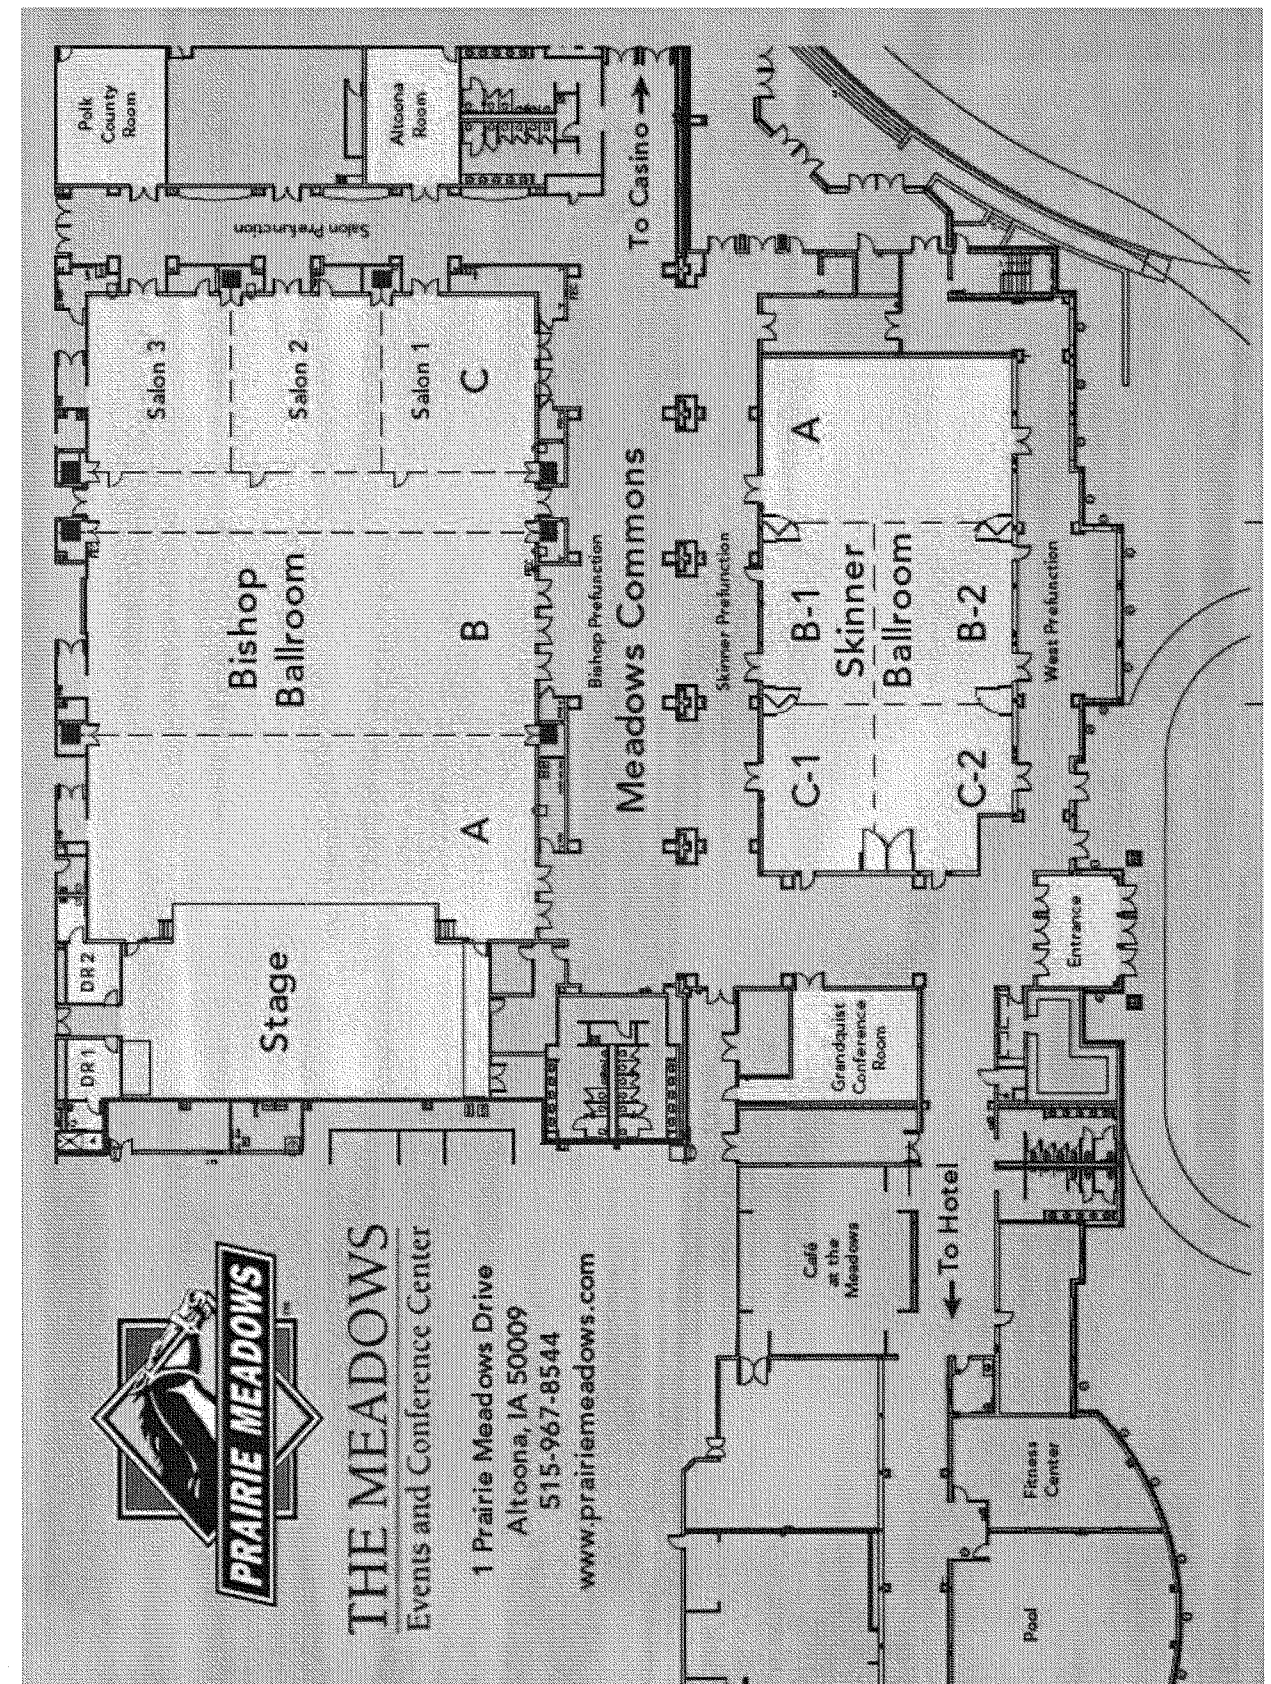 PRAIRIE MEADOWS
TM
THE MEADOWS
Events and Conference Center
1 Prairie Meadows Drive
Altoona, IA 50009
515-967-8544
www.prairiemeadows.com
DR 1
DR 2
Stage
Bishop
Ballroom
A
B
C
Salon 3
Salon 2
Salon 1
Salon Prefunction
Polk
County
Room
Altoona
Room
To Casino
Bishop Prefunction
Meadows Commons
Skinner Prefunction
Skinner
Ballroom
A
B-1
B-2
C-1
C-2
West Prefunction
Entrance
Grandquist
Conference
Room
Café
at the
Meadows
To Hotel
Fitness
Center
Pool